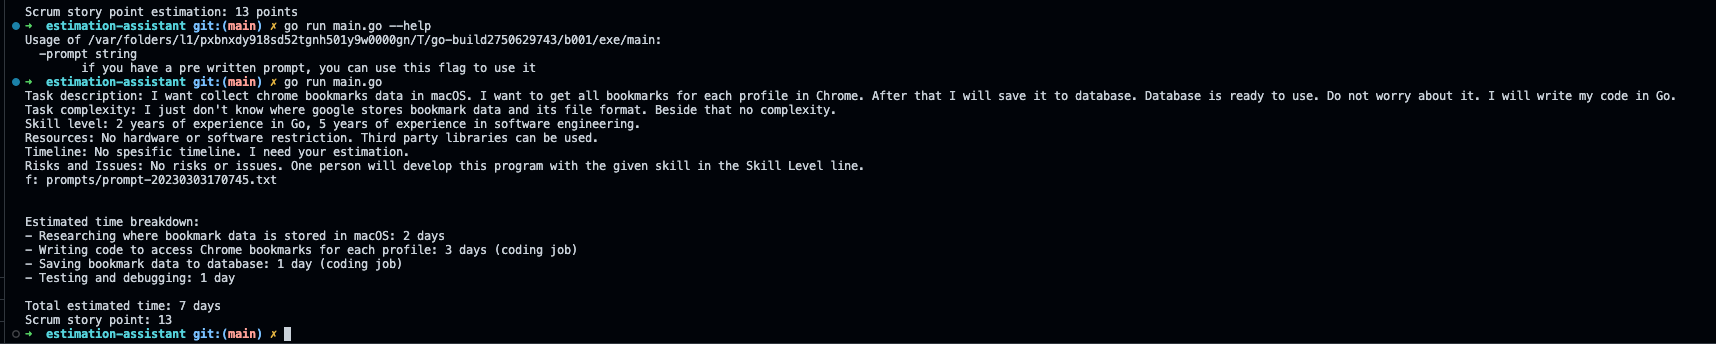 Scrum story point estimation: 13 points
➜  estimation-assistant git:(main) ✗ go run main.go --help
Usage of /var/folders/l1/pxbnxdy918sd52tgnh501y9w0000gn/T/go-build2750629743/b001/exe/main:
  -prompt string
        if you have a pre written prompt, you can use this flag to use it
➜  estimation-assistant git:(main) ✗ go run main.go
Task description: I want collect chrome bookmarks data in macOS. I want to get all bookmarks for each profile in Chrome. After that I will save it to database. Database is ready to use. Do not worry about it. I will write my code in Go.
Task complexity: I just don't know where google stores bookmark data and its file format. Beside that no complexity.
Skill level: 2 years of experience in Go, 5 years of experience in software engineering.
Resources: No hardware or software restriction. Third party libraries can be used.
Timeline: No spesific timeline. I need your estimation.
Risks and Issues: No risks or issues. One person will develop this program with the given skill in the Skill Level line.
f: prompts/prompt-20230303170745.txt
Estimated time breakdown:
- Researching where bookmark data is stored in macOS: 2 days
- Writing code to access Chrome bookmarks for each profile: 3 days (coding job)
- Saving bookmark data to database: 1 day (coding job)
- Testing and debugging: 1 day
Total estimated time: 7 days
Scrum story point: 13
➜  estimation-assistant git:(main) ✗